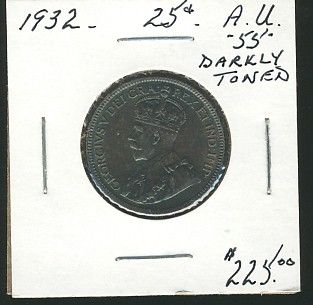 1932- 25¢. A.U.
"55"
DARKLY
TONED
GEORGIVS V DEI GRA: REX ET IND: IMP:
$225.00